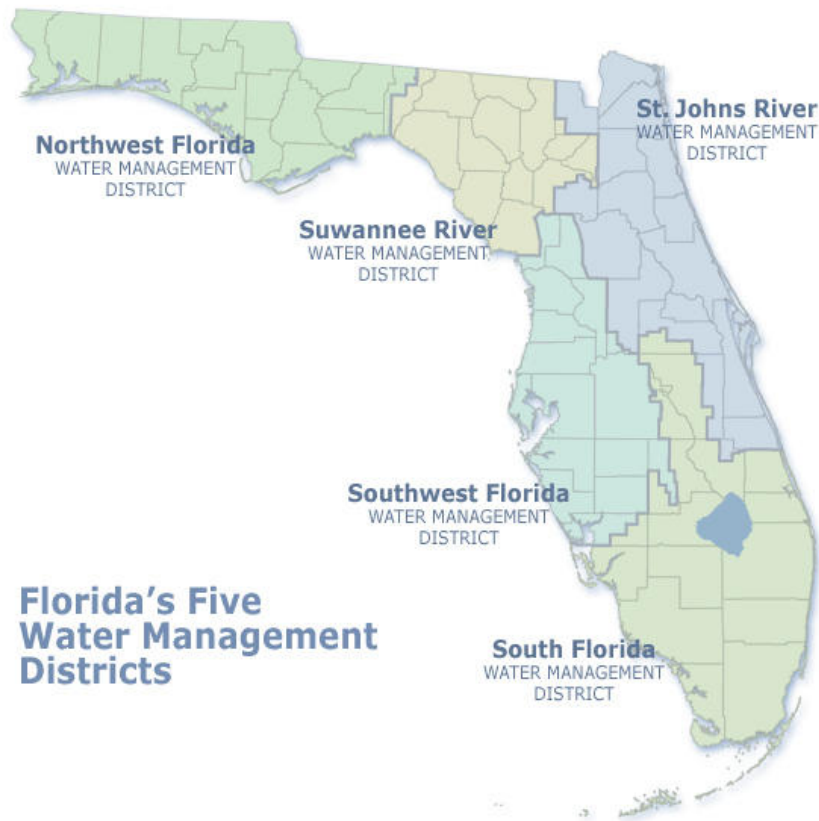 St. Johns River
WATER MANAGEMENT
DISTRICT
Northwest Florida
WATER MANAGEMENT
DISTRICT
Suwannee River
WATER MANAGEMENT
DISTRICT
Southwest Florida
WATER MANAGEMENT
DISTRICT
Florida's Five
Water Management
Districts
South Florida
WATER MANAGEMENT
DISTRICT